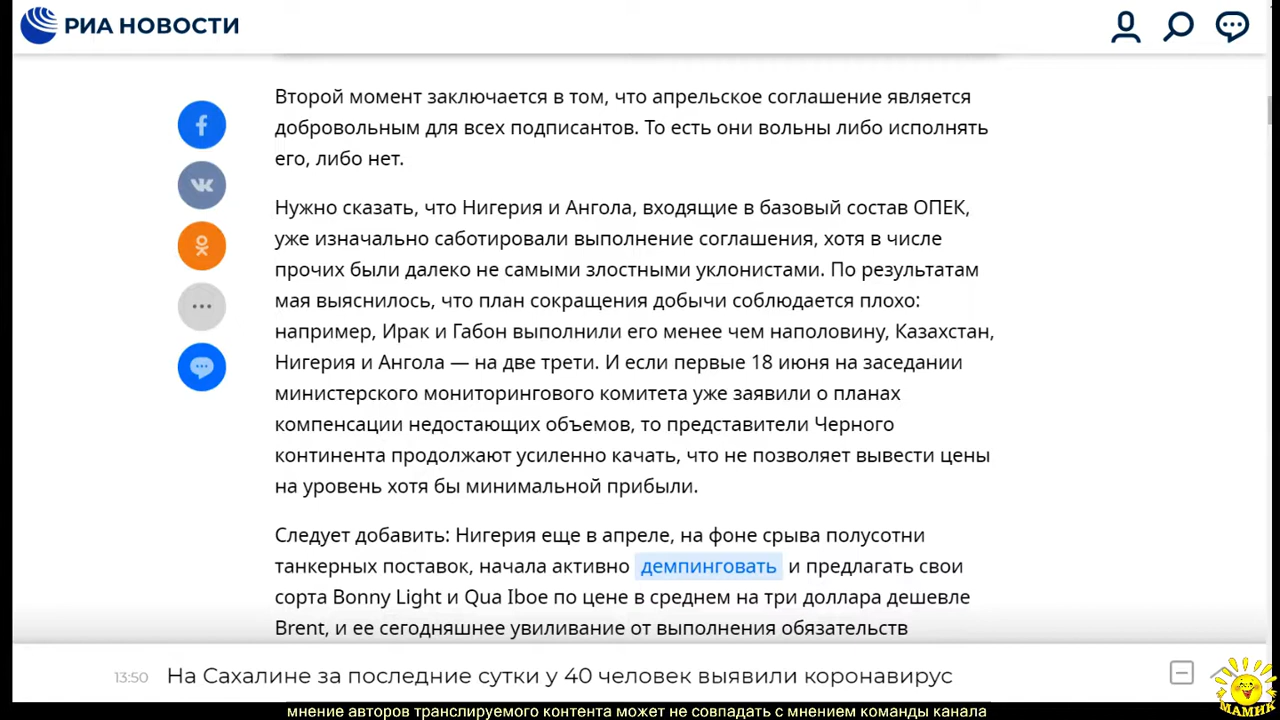 РИА НОВОСТИ
Второй момент заключается в том, что апрельское соглашение является
добровольным для всех подписантов. То есть они вольны либо исполнять
его, либо нет.
Нужно сказать, что Нигерия и Ангола, входящие в базовый состав ОПЕК,
уже изначально саботировали выполнение соглашения, хотя в числе
прочих были далеко не самыми злостными уклонистами. По результатам
мая выяснилось, что план сокращения добычи соблюдается плохо:
например, Ирак и Габон выполнили его менее чем наполовину, Казахстан,
Нигерия и Ангола — на две трети. И если первые 18 июня на заседании
министерского мониторингового комитета уже заявили о планах
компенсации недостающих объемов, то представители Черного
континента продолжают усиленно качать, что не позволяет вывести цены
на уровень хотя бы минимальной прибыли.
Следует добавить: Нигерия еще в апреле, на фоне срыва полусотни
танкерных поставок, начала активно демпинговать и предлагать свои
сорта Bonny Light и Qua Iboe по цене в среднем на три доллара дешевле
Brent, и ее сегодняшнее увиливание от выполнения обязательств
13:50 На Сахалине за последние сутки у 40 человек выявили коронавирус
МАМИК
мнение авторов транслируемого контента может не совпадать с мнением команды канала